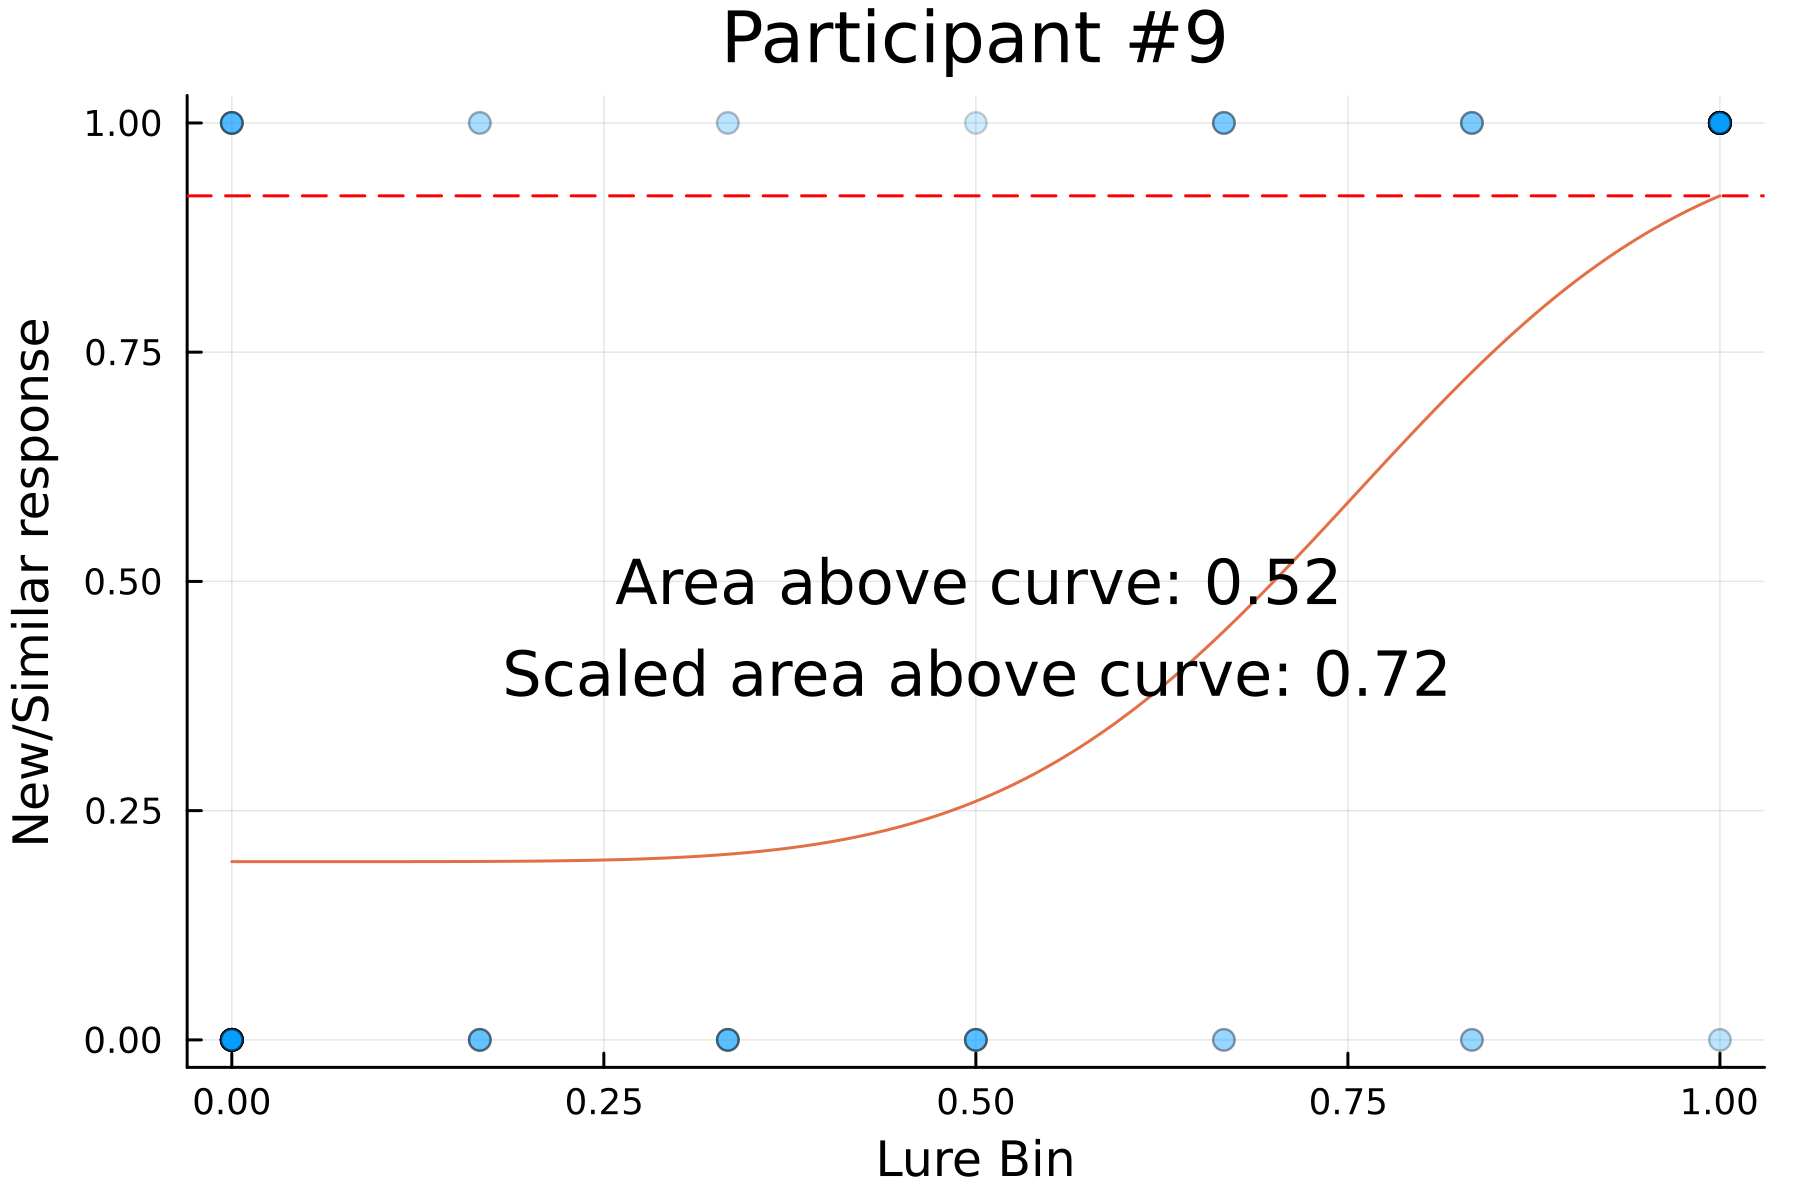 Participant #9
New/Similar response
1.00
0.75
0.50
0.25
0.00
Area above curve: 0.52
Scaled area above curve: 0.72
0.00 0.25 0.50 0.75 1.00
Lure Bin